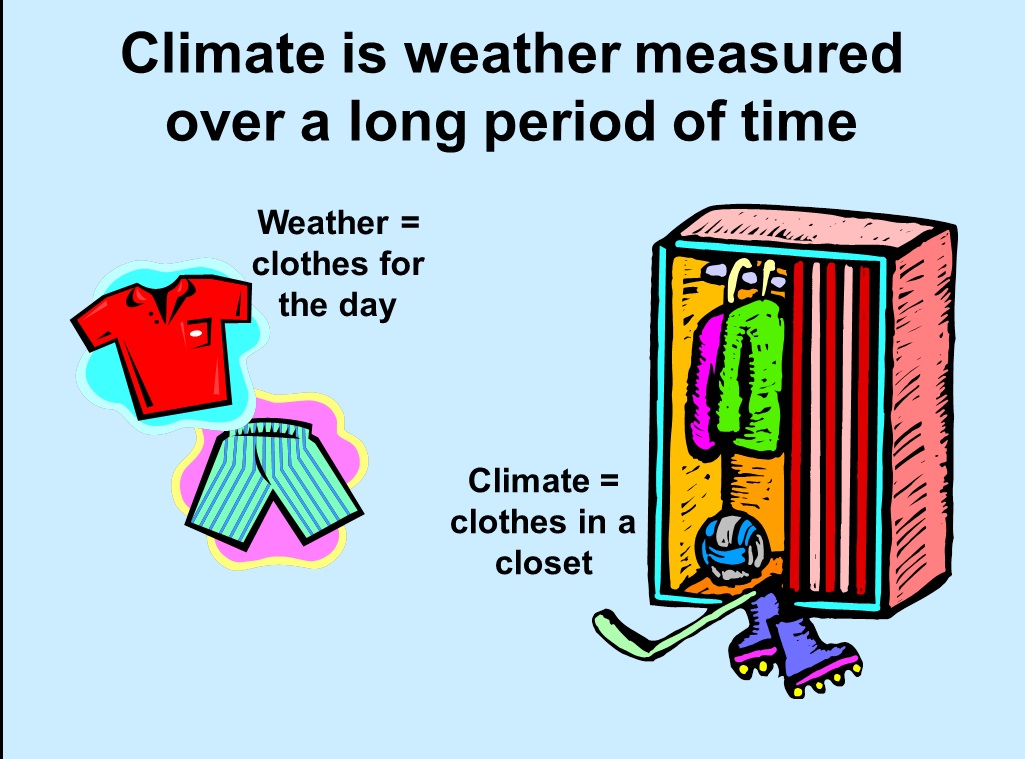 Climate is weather measured
over a long period of time
Weather =
clothes for
the day
Climate =
clothes in a
closet